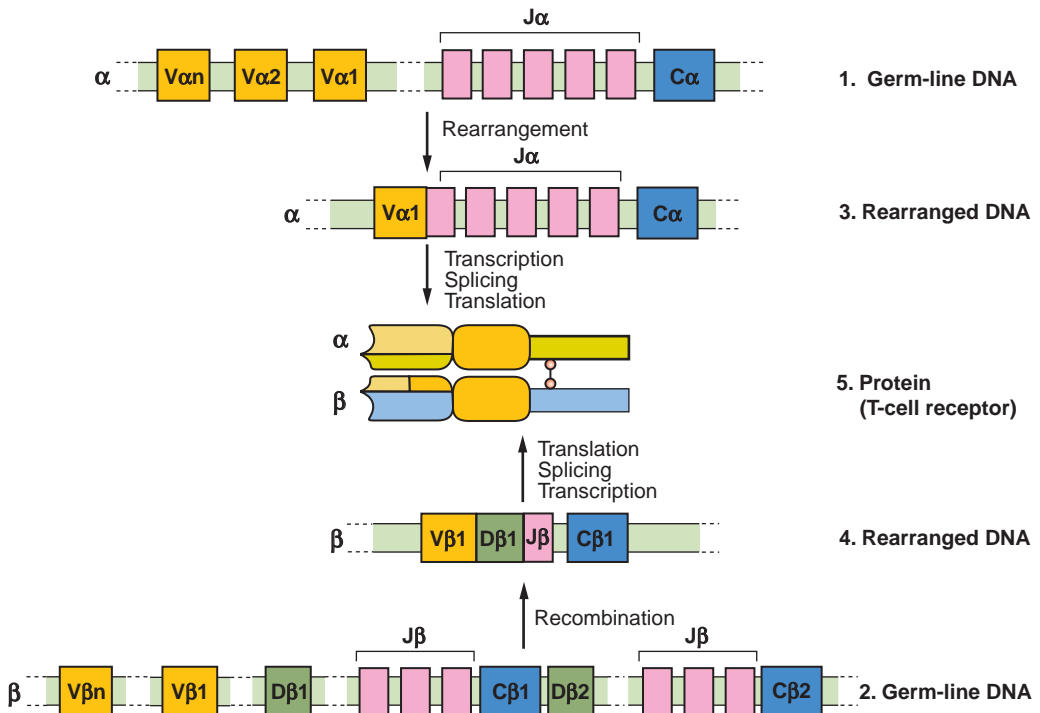 Jα
α Vαn Vα2 Vα1 Cα 1. Germ-line DNA
Rearrangement
Jα
α Vα1 Cα 3. Rearranged DNA
Transcription
Splicing
Translation
α
β
5. Protein
(T-cell receptor)
Translation
Splicing
Transcription
β Vβ1 Dβ1 Jβ Cβ1 4. Rearranged DNA
Recombination
Jβ Jβ
β Vβn Vβ1 Dβ1 Cβ1 Dβ2 Cβ2 2. Germ-line DNA